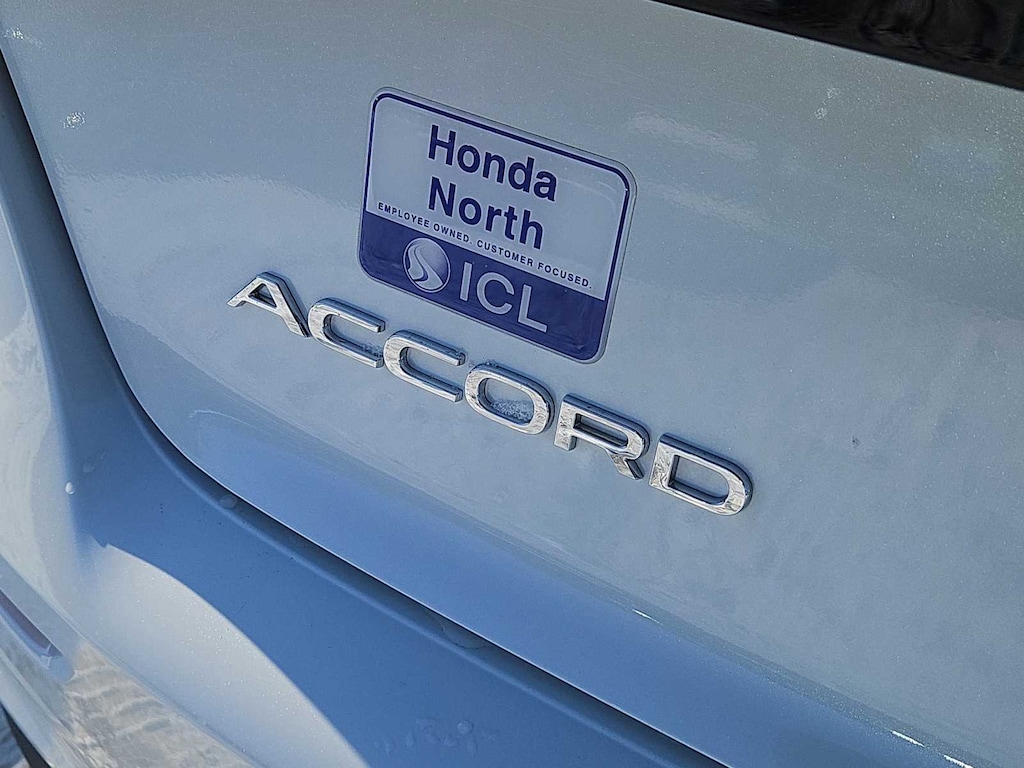 Honda
North
EMPLOYEE OWNED. CUSTOMER FOCUSED.
ICL
ACCORD